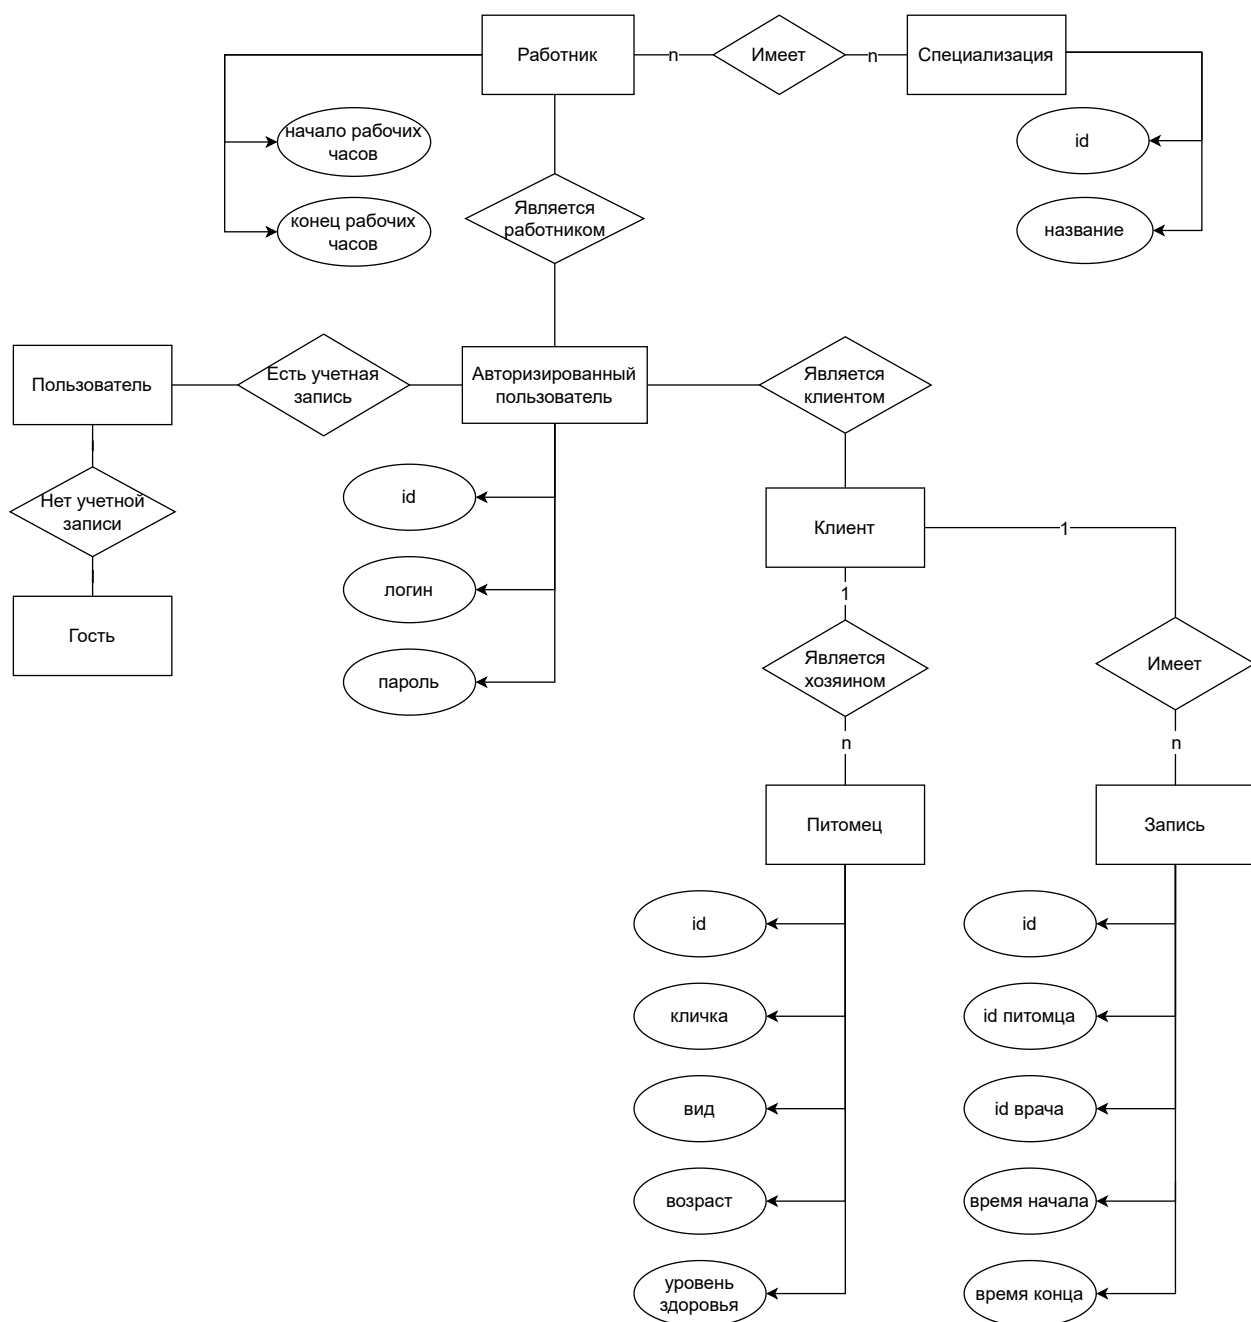 Работник
n
Имеет
n
Специализация
начало рабочих
часов
id
конец рабочих
часов
Является
работником
название
Пользователь
Есть учетная
запись
Авторизированный
пользователь
Является
клиентом
Нет учетной
записи
id
Клиент
1
логин
1
Гость
Является
хозяином
Имеет
пароль
n
n
Питомец
Запись
id
id
кличка
id питомца
вид
id врача
возраст
время начала
уровень
здоровья
время конца